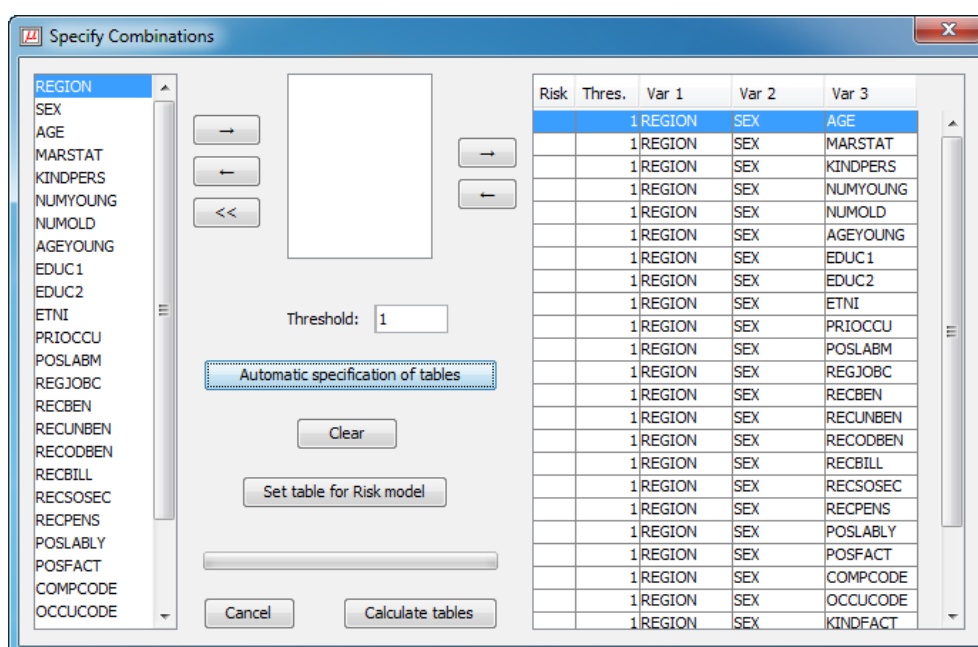 μ Specify Combinations
x
REGION
SEX
AGE
MARSTAT
KINDPERS
NUMYOUNG
NUMOLD
AGEYOUNG
EDUC1
EDUC2
ETNI
PRIOCCU
POSLABM
REGJOBC
RECBEN
RECUNBEN
RECODBEN
RECBILL
RECSOSEC
RECPENS
POSLABLY
POSFACT
COMPCODE
OCCUCODE
→
←
<<
→
←
Threshold: 1
Automatic specification of tables
Clear
Set table for Risk model
Cancel Calculate tables
Risk Thres. Var 1 Var 2 Var 3
1 REGION SEX AGE
1 REGION SEX MARSTAT
1 REGION SEX KINDPERS
1 REGION SEX NUMYOUNG
1 REGION SEX NUMOLD
1 REGION SEX AGEYOUNG
1 REGION SEX EDUC1
1 REGION SEX EDUC2
1 REGION SEX ETNI
1 REGION SEX PRIOCCU
1 REGION SEX POSLABM
1 REGION SEX REGJOBC
1 REGION SEX RECBEN
1 REGION SEX RECUNBEN
1 REGION SEX RECODBEN
1 REGION SEX RECBILL
1 REGION SEX RECSOSEC
1 REGION SEX RECPENS
1 REGION SEX POSLABLY
1 REGION SEX POSFACT
1 REGION SEX COMPCODE
1 REGION SEX OCCUCODE
1 REGION SEX KINDFACT